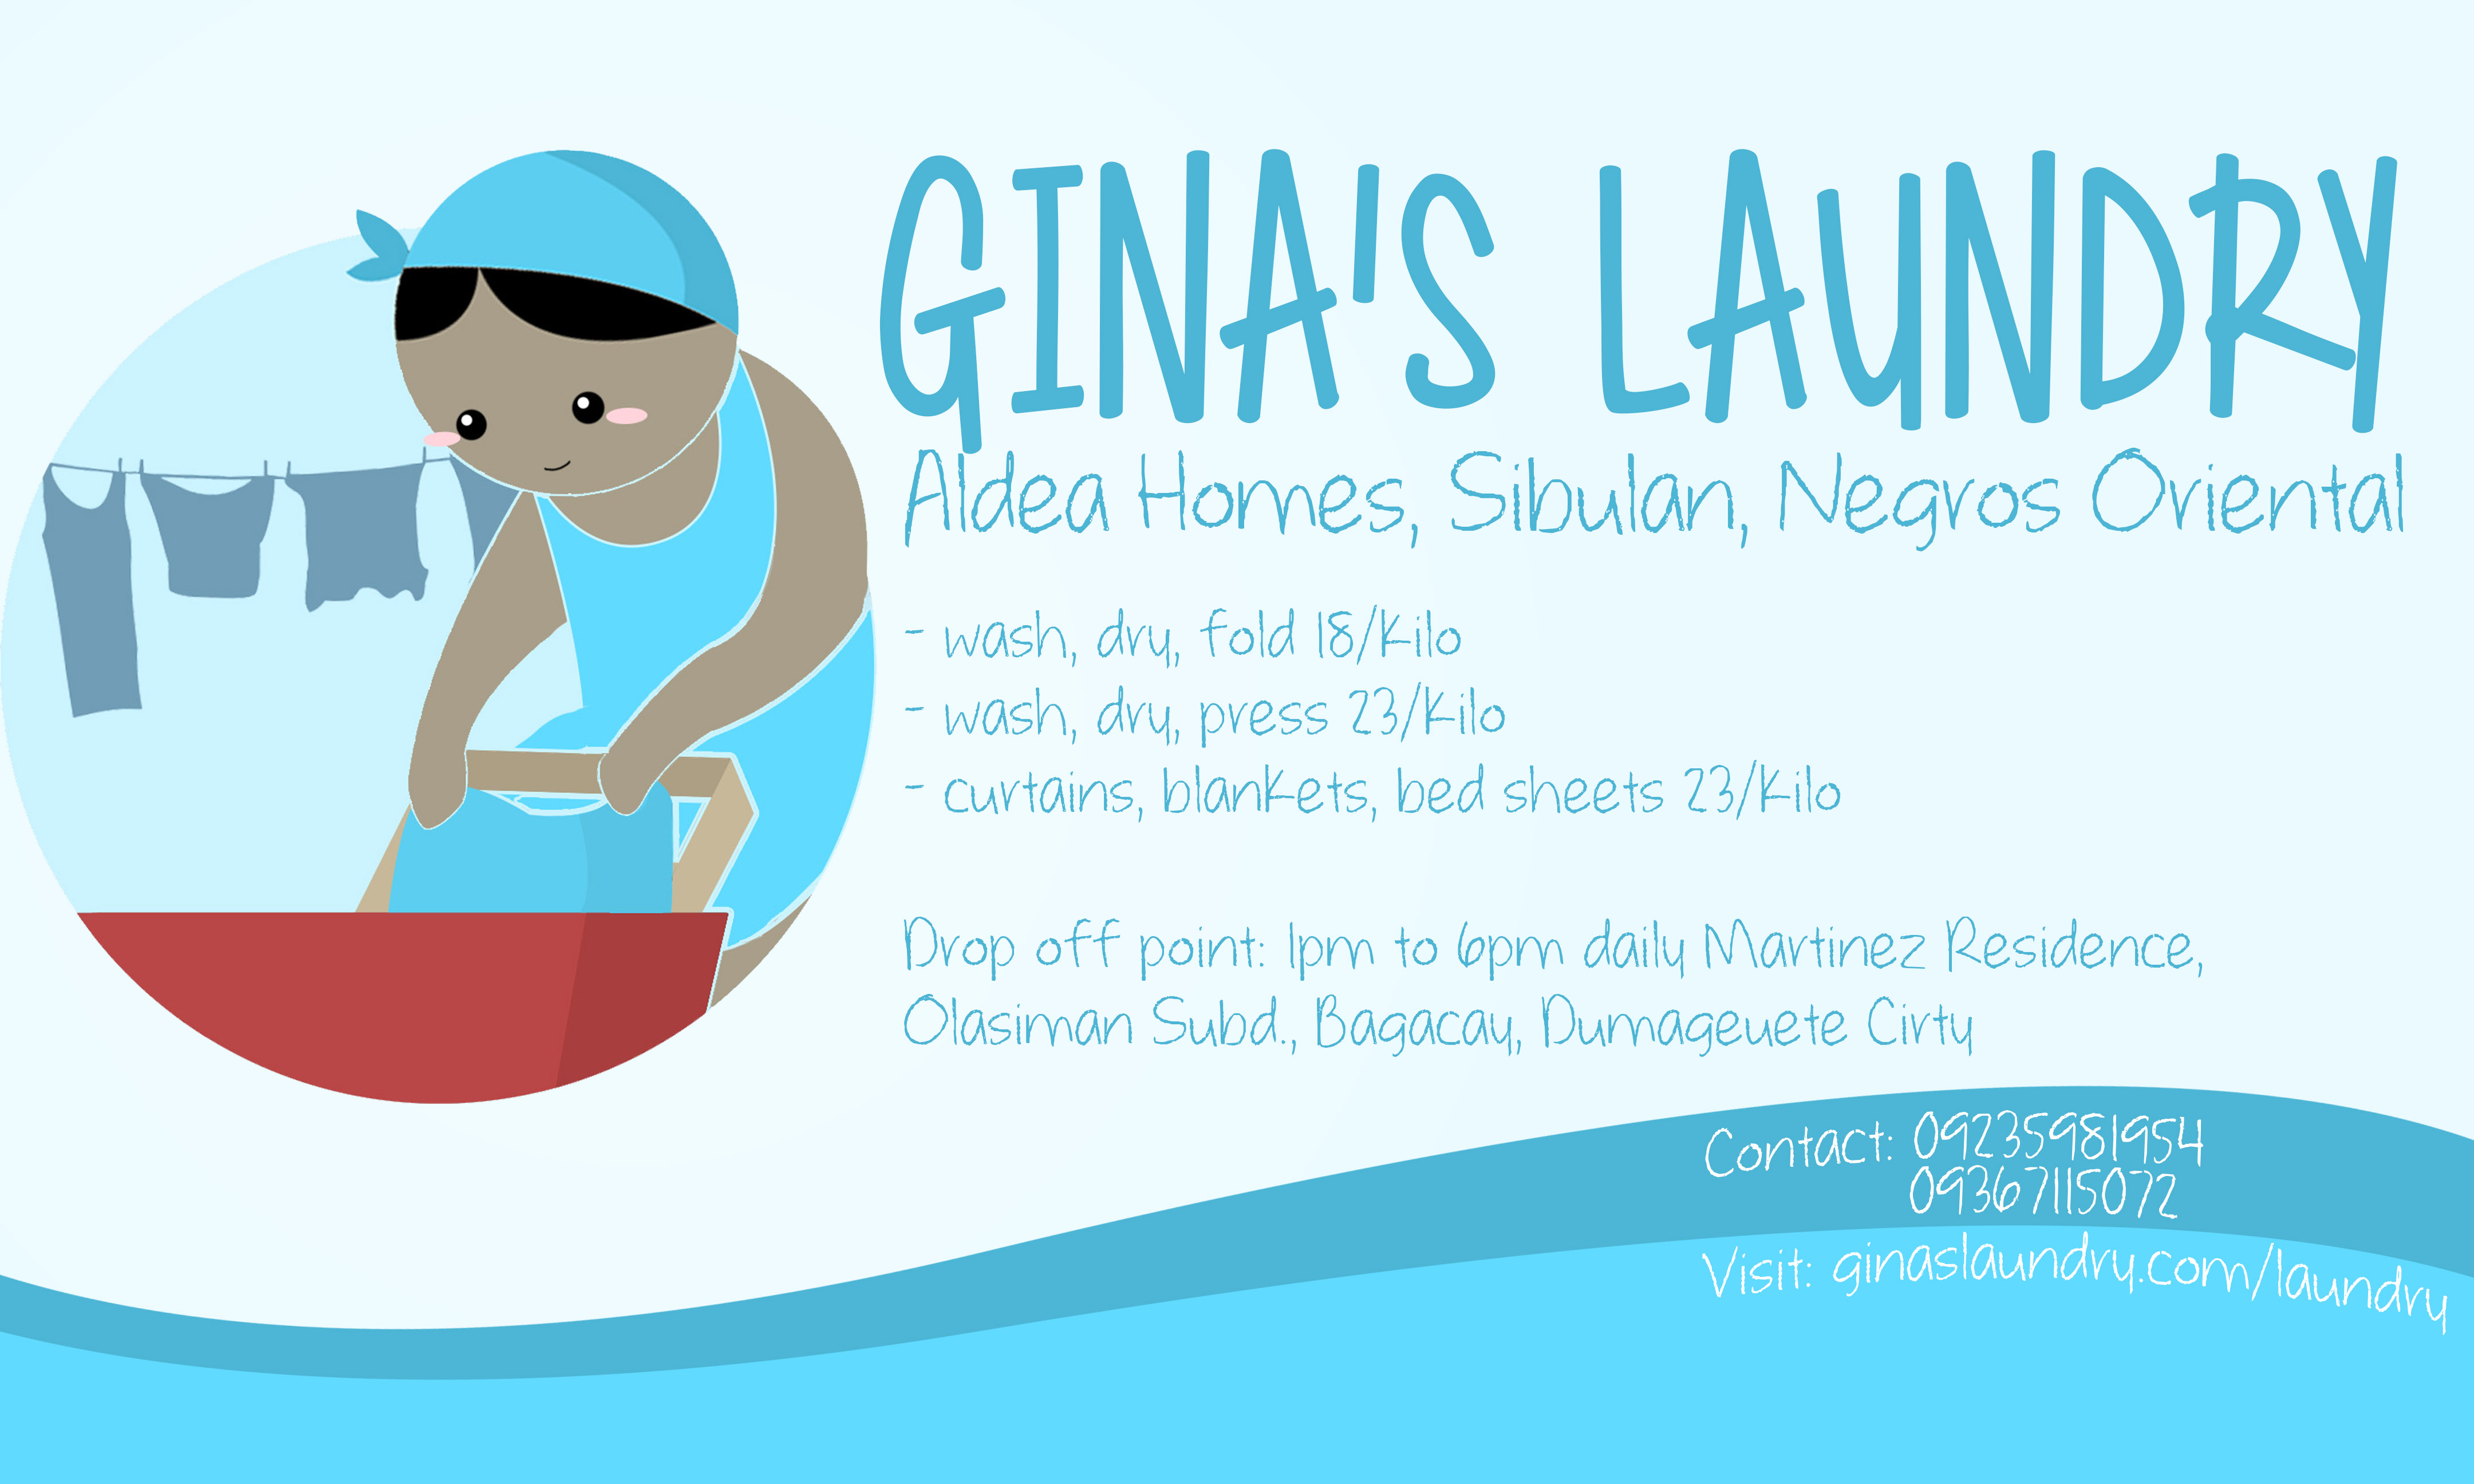 GINA'S LAUNDRY
Aldea Homes, Sibulan, Negros Oriental
- wash, dry, fold 18/kilo
- wash, dry, press 23/kilo
- curtains, blankets, bed sheets 23/kilo
Drop off point: 1pm to 6pm daily Martinez Residence,
Olasiman Subd., Bagacay, Dumageuete Cirty
Contact: 09235981954
09367115072
Visit: ginaslaundry.com/laundry